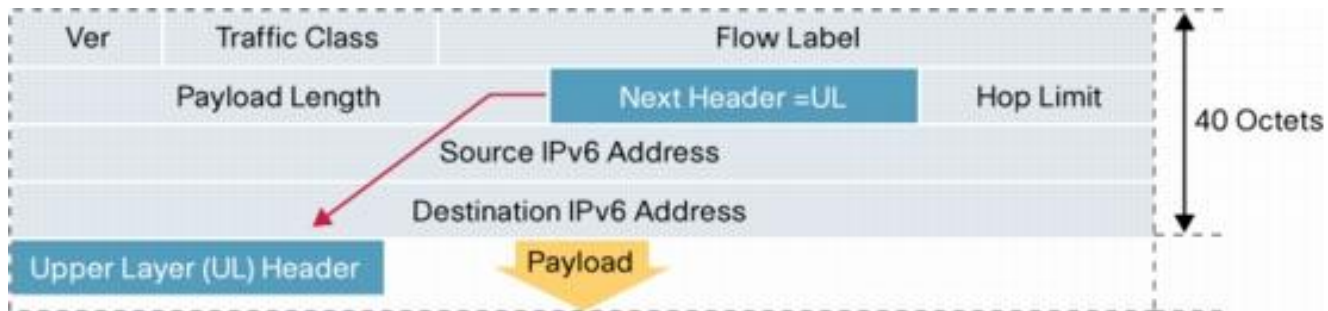 Ver Traffic Class Flow Label
Payload Length Next Header =UL Hop Limit
40 Octets
Source IPv6 Address
Destination IPv6 Address
Upper Layer (UL) Header Payload